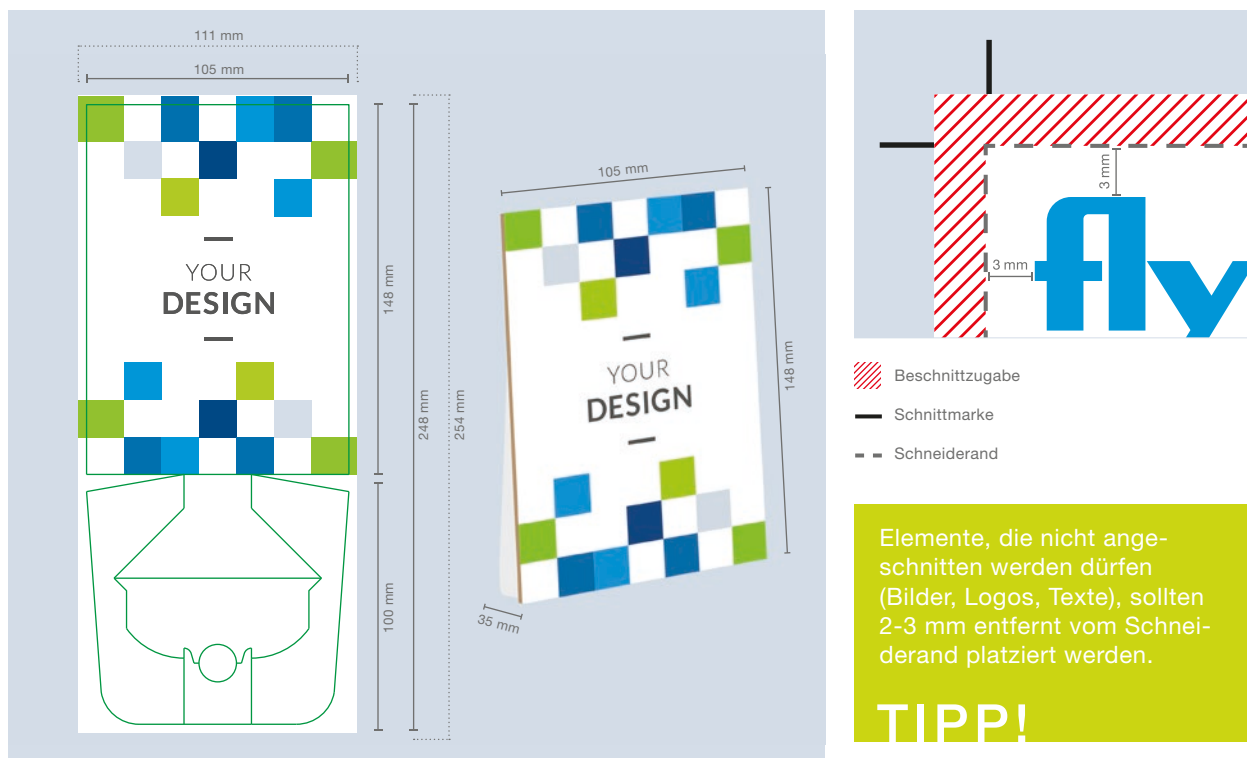 111 mm
105 mm
YOUR
DESIGN
148 mm
248 mm
254 mm
100 mm
105 mm
YOUR
DESIGN
148 mm
35 mm
3 mm
3 mm
fly
Beschnittzugabe
Schnittmarke
Schneiderand
Elemente, die nicht ange-
schnitten werden dürfen
(Bilder, Logos, Texte), sollten
2-3 mm entfernt vom Schnei-
derand platziert werden.
TIPP!